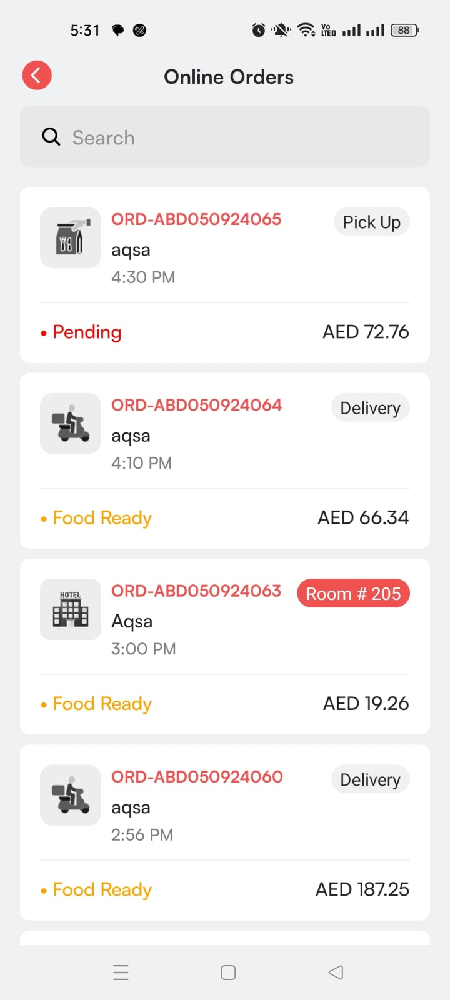 5:31
Vo LTED
88
Online Orders
Search
ORD-ABD050924065
Pick Up
aqsa
4:30 PM
• Pending
AED 72.76
ORD-ABD050924064
Delivery
aqsa
4:10 PM
• Food Ready
AED 66.34
HOTEL
ORD-ABD050924063
Room # 205
Aqsa
3:00 PM
• Food Ready
AED 19.26
ORD-ABD050924060
Delivery
aqsa
2:56 PM
• Food Ready
AED 187.25